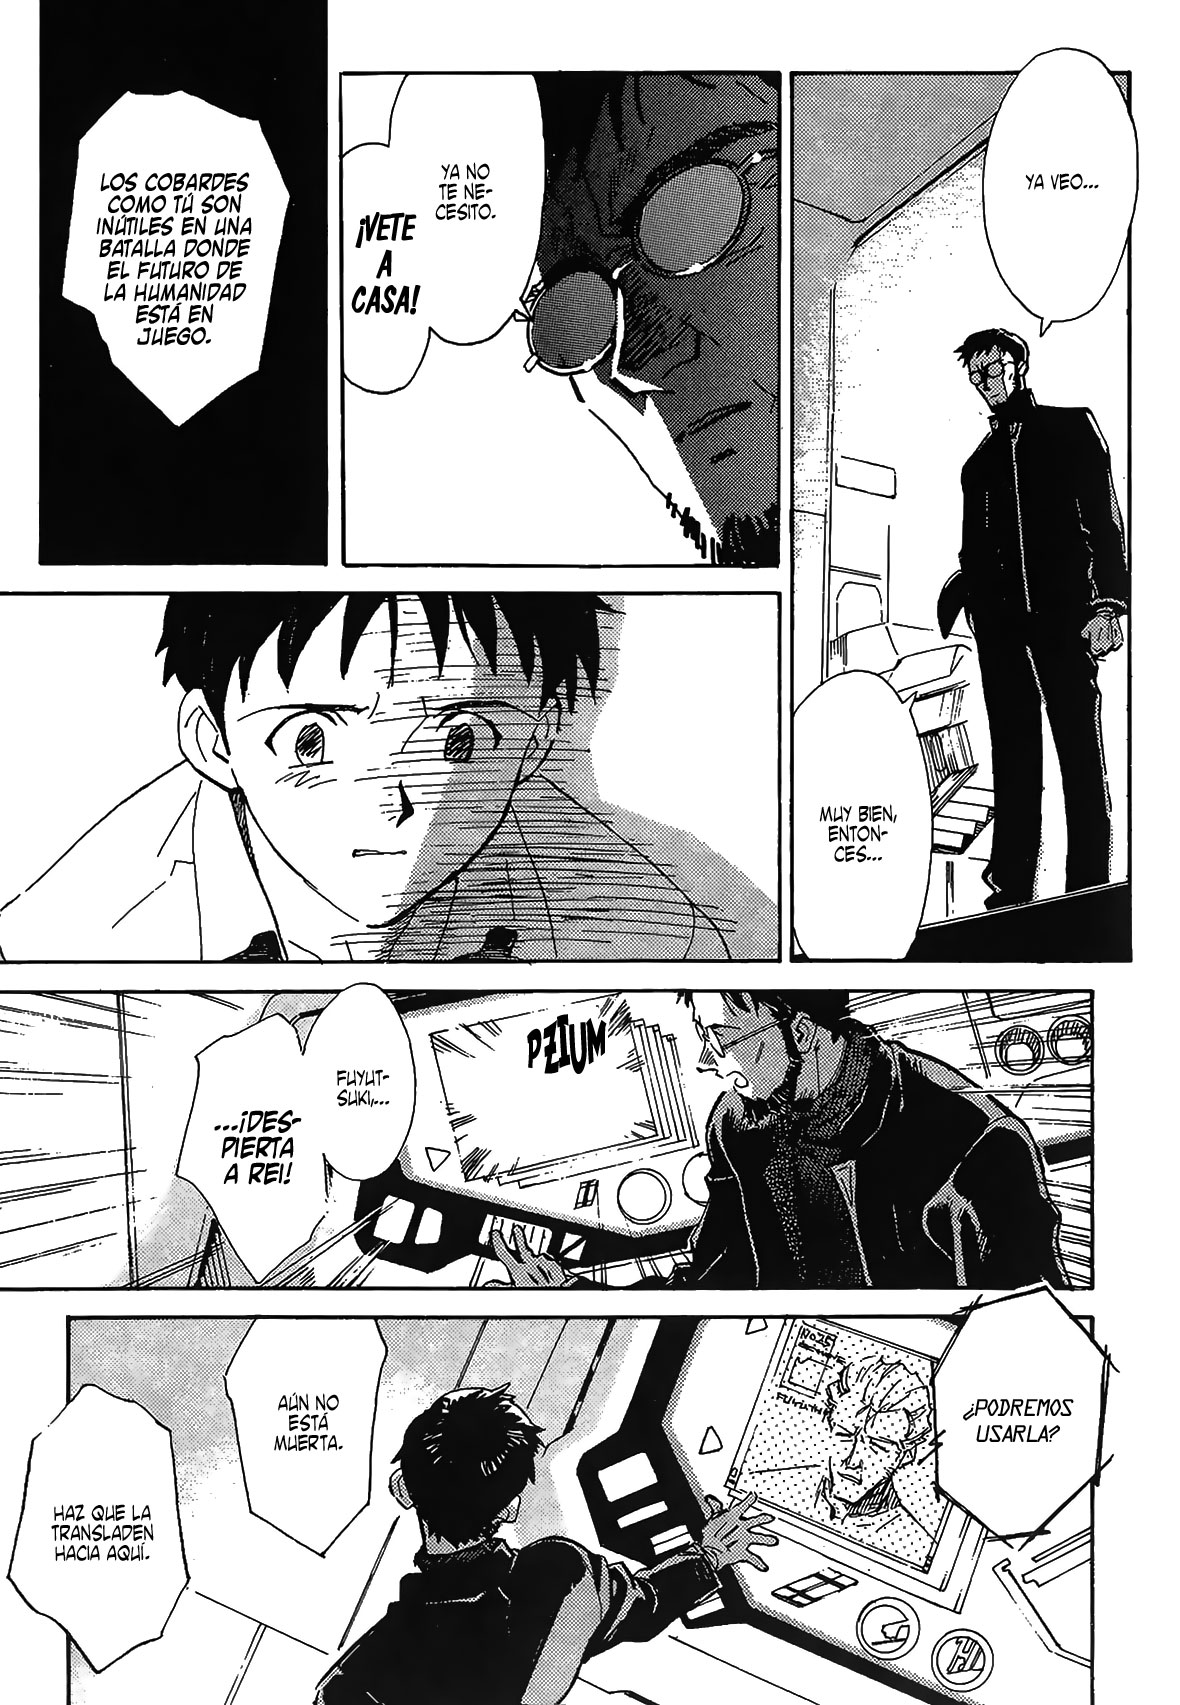 YA VEO...
MUY BIEN,
ENTON-
CES...
YA NO
TE NE-
CESITO.
¡VETE
A
CASA!
LOS COBARDES
COMO TÚ SON
INÚTILES EN UNA
BATALLA DONDE
EL FUTURO DE
LA HUMANIDAD
ESTÁ EN
JUEGO.
PZIUM
FUYUT-
SUKI,...
...¡DES-
PIERTA
A REI!
¿PODREMOS
USARLA?
No25
AÚN NO
ESTÁ
MUERTA.
HAZ QUE LA
TRANSLADEN
HACIA AQUÍ.